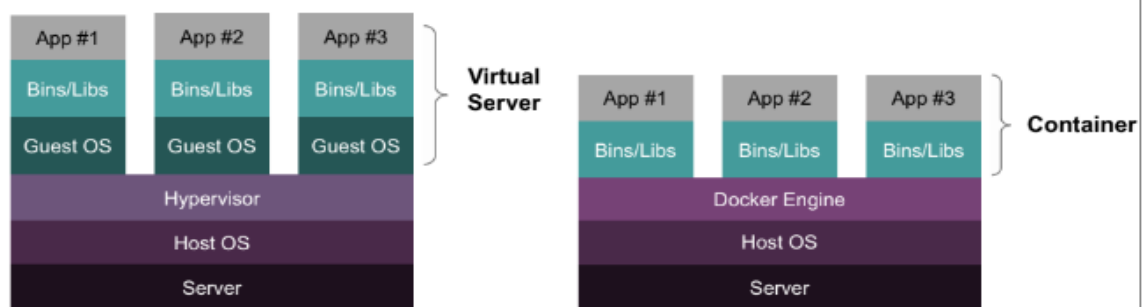 App #1 App #2 App #3
Bins/Libs Bins/Libs Bins/Libs
Guest OS Guest OS Guest OS
Virtual
Server
Hypervisor
Host OS
Server
App #1 App #2 App #3
Bins/Libs Bins/Libs Bins/Libs
Container
Docker Engine
Host OS
Server